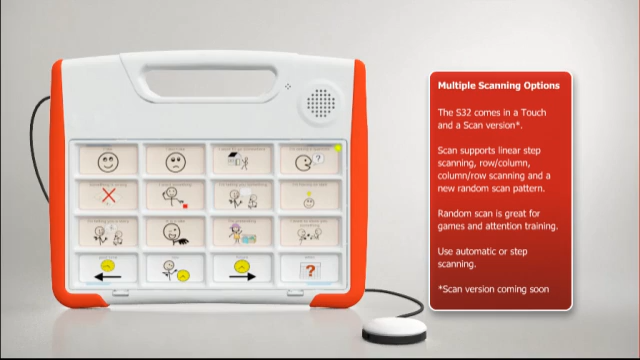 Multiple Scanning Options
The S32 comes in a Touch
and a Scan version*.
Scan supports linear step
scanning, row/column,
column/row scanning and a
new random scan pattern.
Random scan is great for
games and attention training.
Use automatic or step
scanning.
*Scan version coming soon